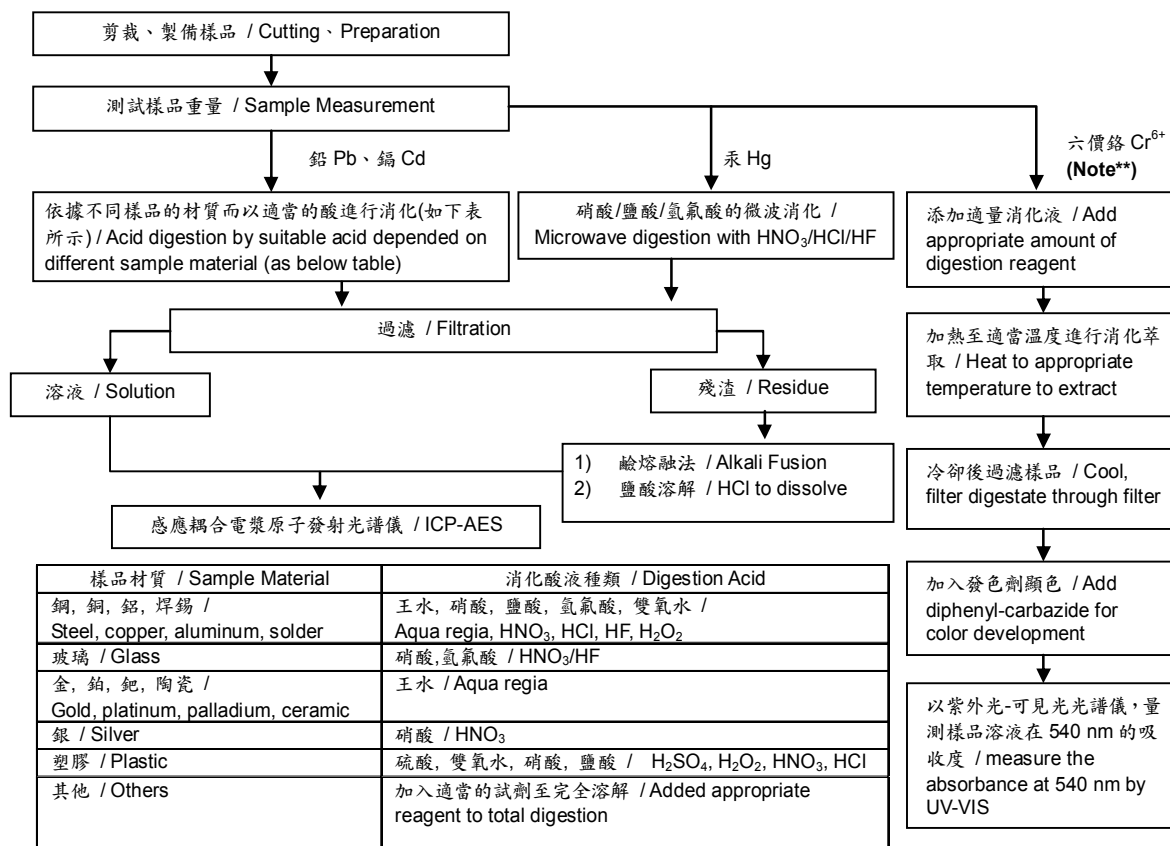 剪裁、製備樣品 / Cutting、Preparation
測試樣品重量 / Sample Measurement
鉛 Pb、鎘 Cd
汞 Hg
六價鉻 Cr⁶⁺
(Note**)
依據不同樣品的材質而以適當的酸進行消化(如下表
所示) / Acid digestion by suitable acid depended on
different sample material (as below table)
硝酸/鹽酸/氫氟酸的微波消化 /
Microwave digestion with HNO₃/HCl/HF
添加適量消化液 / Add
appropriate amount of
digestion reagent
過濾 / Filtration
加熱至適當溫度進行消化萃
取 / Heat to appropriate
temperature to extract
溶液 / Solution
殘渣 / Residue
1) 鹼熔融法 / Alkali Fusion
2) 鹽酸溶解 / HCl to dissolve
冷卻後過濾樣品 / Cool,
filter digestate through filter
感應耦合電漿原子發射光譜儀 / ICP-AES
加入發色劑顯色 / Add
diphenyl-carbazide for
color development
以紫外光-可見光光譜儀，量
測樣品溶液在 540 nm 的吸
收度 / measure the
absorbance at 540 nm by
UV-VIS
樣品材質 / Sample Material
消化酸液種類 / Digestion Acid
鋼, 銅, 鋁, 焊錫 /
Steel, copper, aluminum, solder
王水, 硝酸, 鹽酸, 氫氟酸, 雙氧水 /
Aqua regia, HNO₃, HCl, HF, H₂O₂
玻璃 / Glass
硝酸,氫氟酸 / HNO₃/HF
金, 鉑, 鈀, 陶瓷 /
Gold, platinum, palladium, ceramic
王水 / Aqua regia
銀 / Silver
硝酸 / HNO₃
塑膠 / Plastic
硫酸, 雙氧水, 硝酸, 鹽酸 / H₂SO₄, H₂O₂, HNO₃, HCl
其他 / Others
加入適當的試劑至完全溶解 / Added appropriate
reagent to total digestion